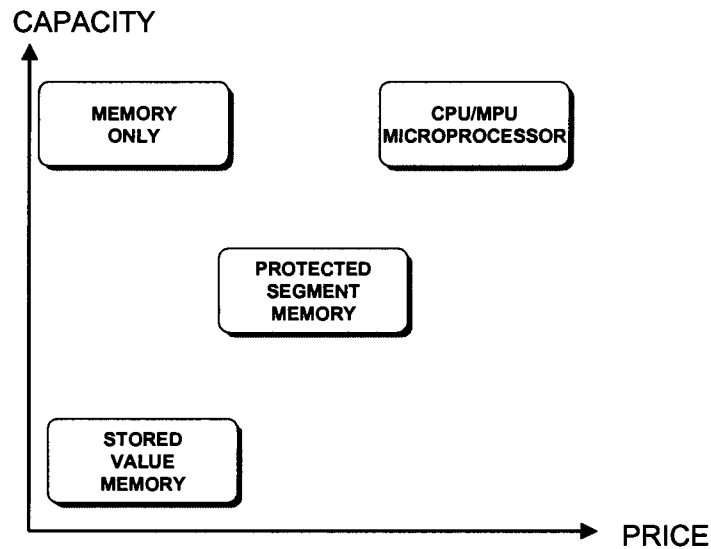 CAPACITY
MEMORY
ONLY
CPU/MPU
MICROPROCESSOR
PROTECTED
SEGMENT
MEMORY
STORED
VALUE
MEMORY
PRICE